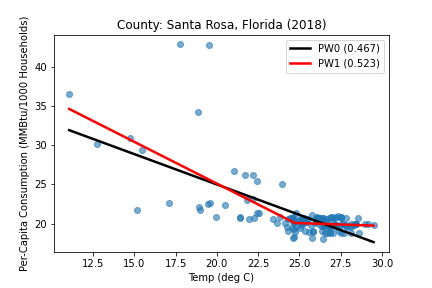 County: Santa Rosa, Florida (2018)
PW0 (0.467)
PW1 (0.523)
Per-Capita Consumption (MMBtu/1000 Households)
40
35
30
25
20
12.5 15.0 17.5 20.0 22.5 25.0 27.5 30.0
Temp (deg C)